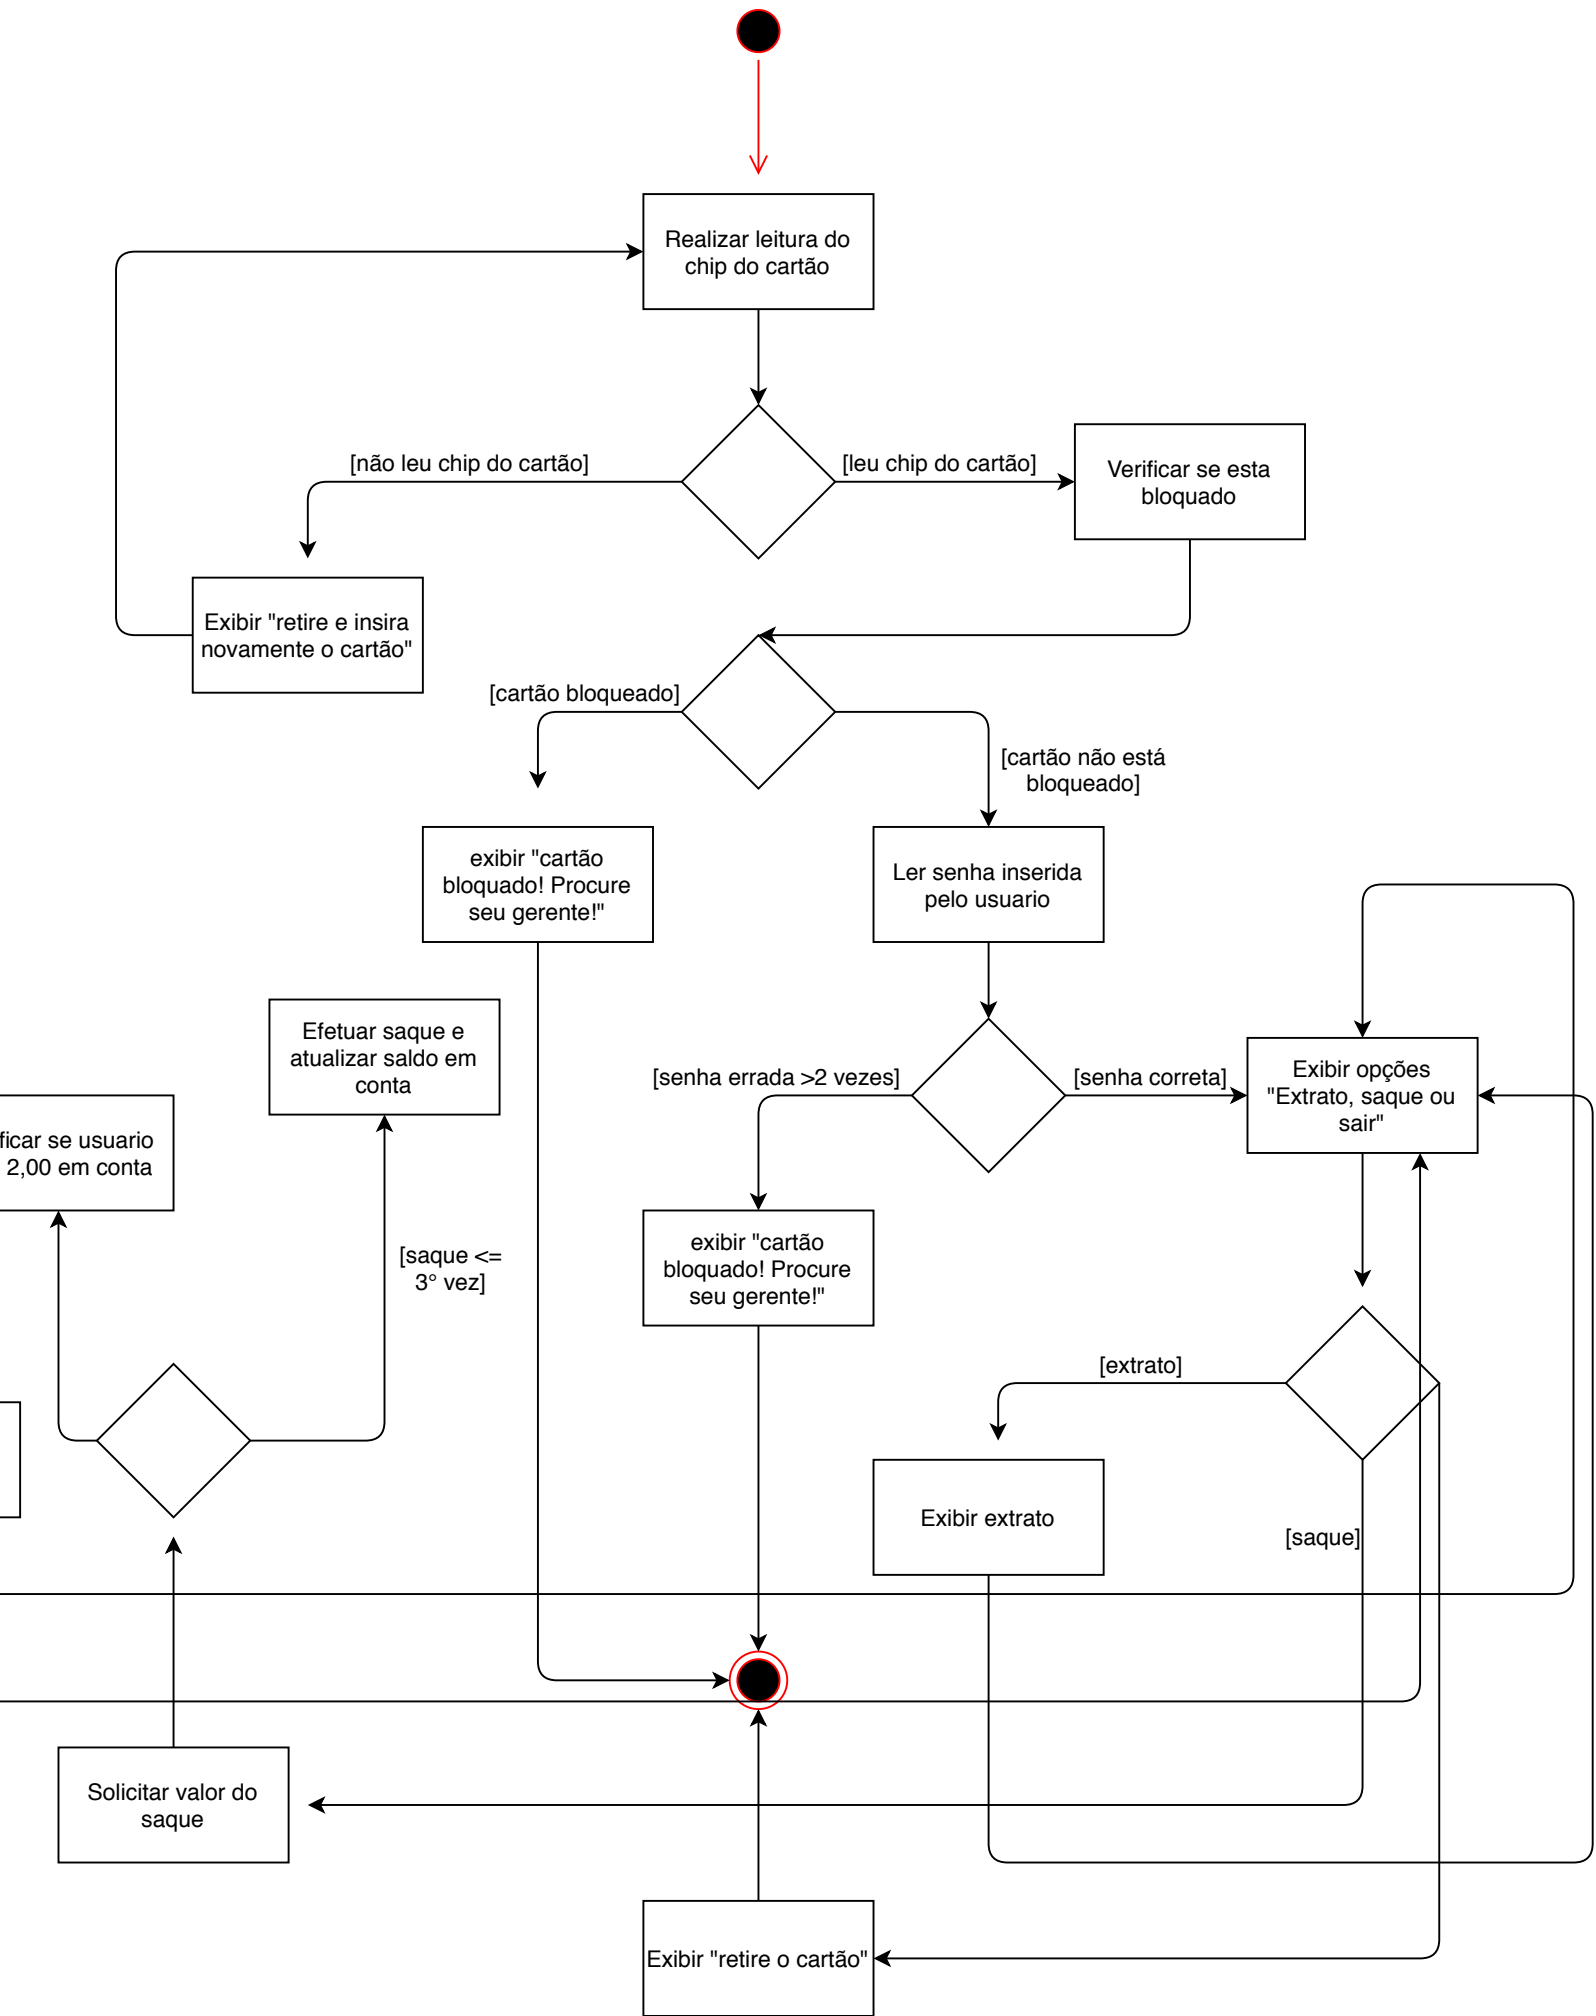 Realizar leitura do
chip do cartão
[não leu chip do cartão]
[leu chip do cartão]
Verificar se esta
bloquado
Exibir "retire e insira
novamente o cartão"
[cartão bloqueado]
[cartão não está
bloqueado]
exibir "cartão
bloquado! Procure
seu gerente!"
Ler senha inserida
pelo usuario
Efetuar saque e
atualizar saldo em
conta
[senha errada >2 vezes]
[senha correta]
Exibir opções
"Extrato, saque ou
sair"
se usuario
2,00 em conta
[saque <=
3° vez]
exibir "cartão
bloquado! Procure
seu gerente!"
[extrato]
Exibir extrato
[saque]
Solicitar valor do
saque
Exibir "retire o cartão"